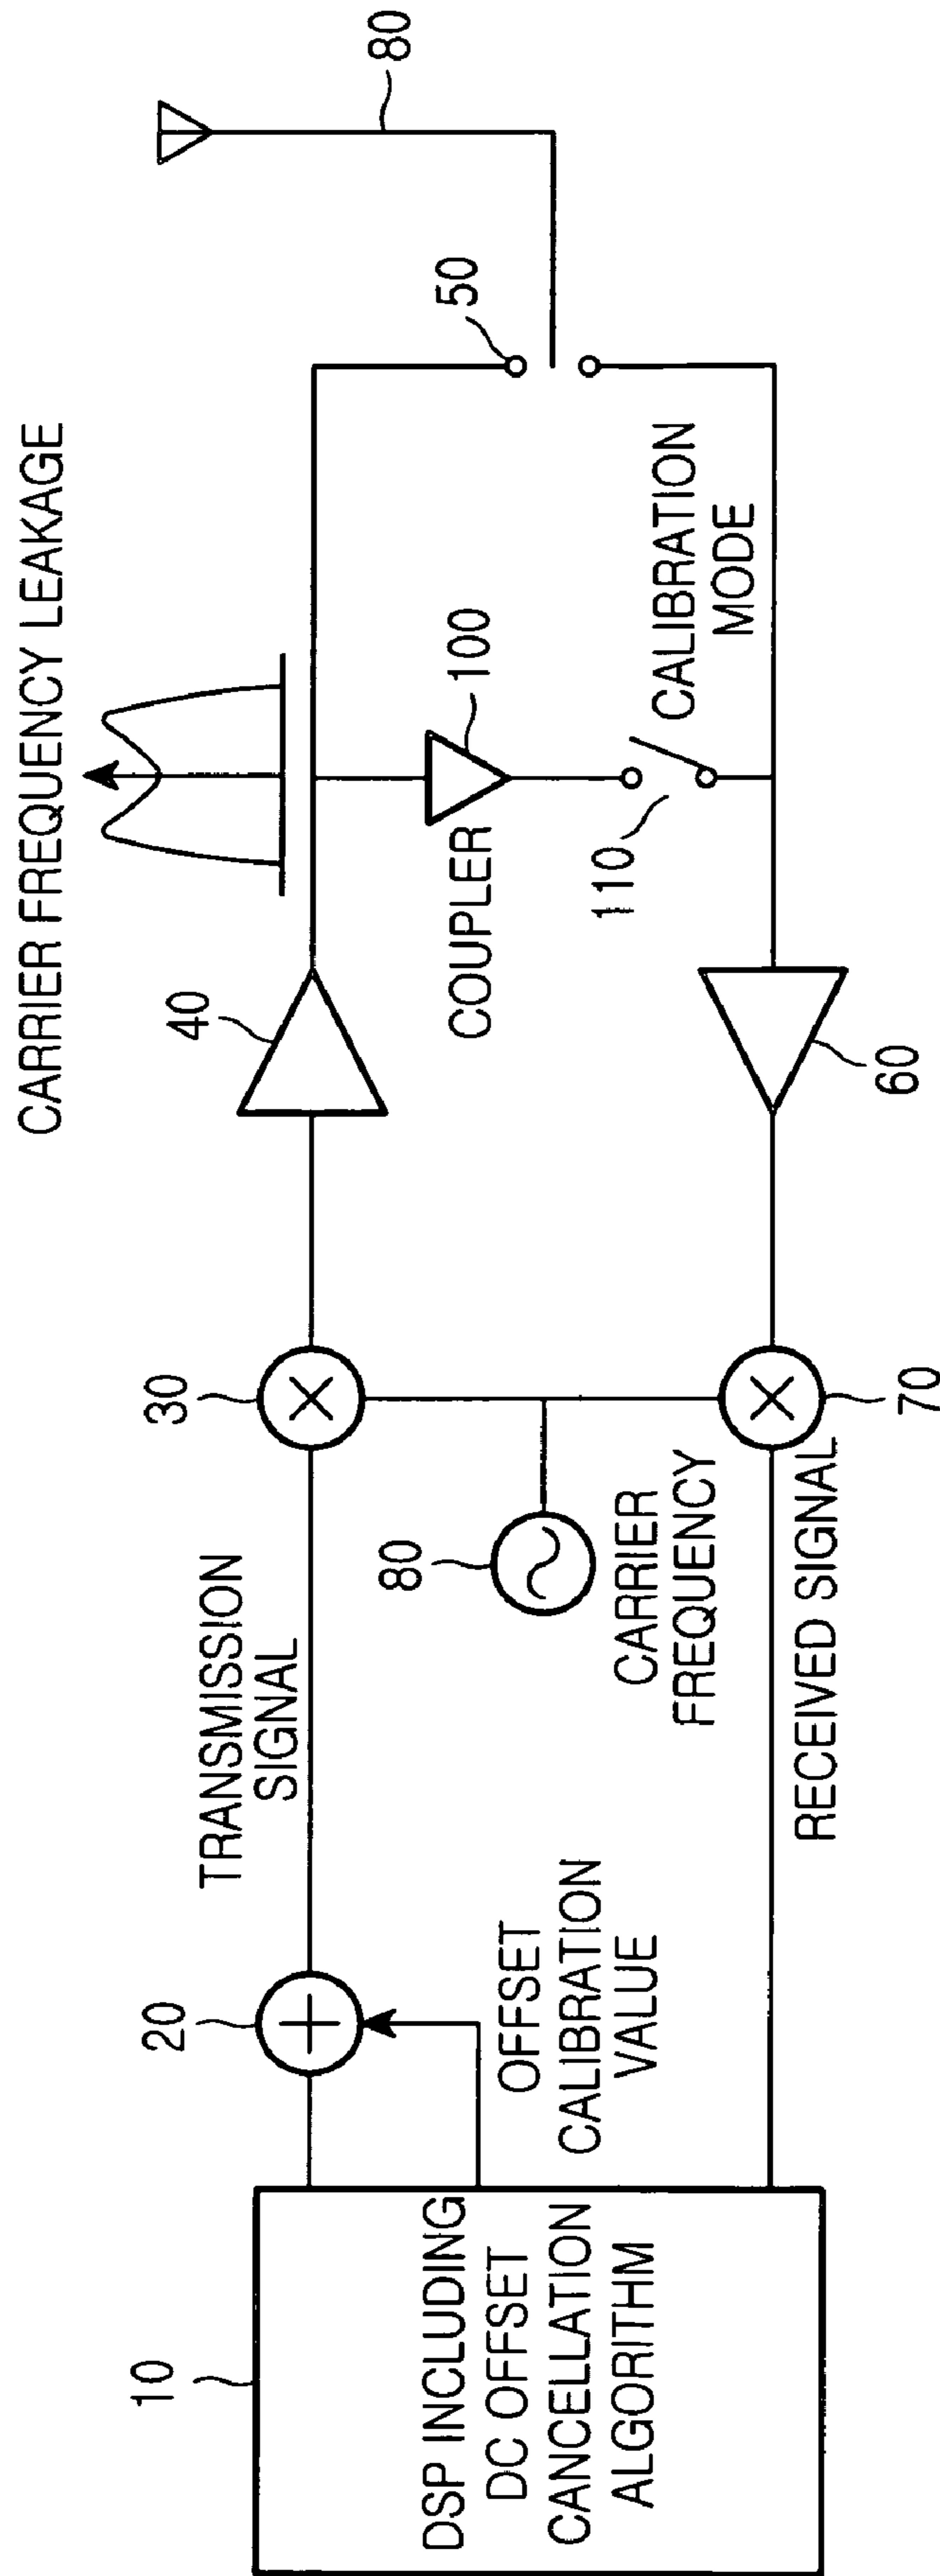 CARRIER FREQUENCY LEAKAGE
10
20
TRANSMISSION
SIGNAL
30
40
50
80
DSP INCLUDING
DC OFFSET
CANCELLATION
ALGORITHM
OFFSET
CALIBRATION
VALUE
80
CARRIER
FREQUENCY
COUPLER
100
110
CALIBRATION
MODE
RECEIVED SIGNAL
70
60